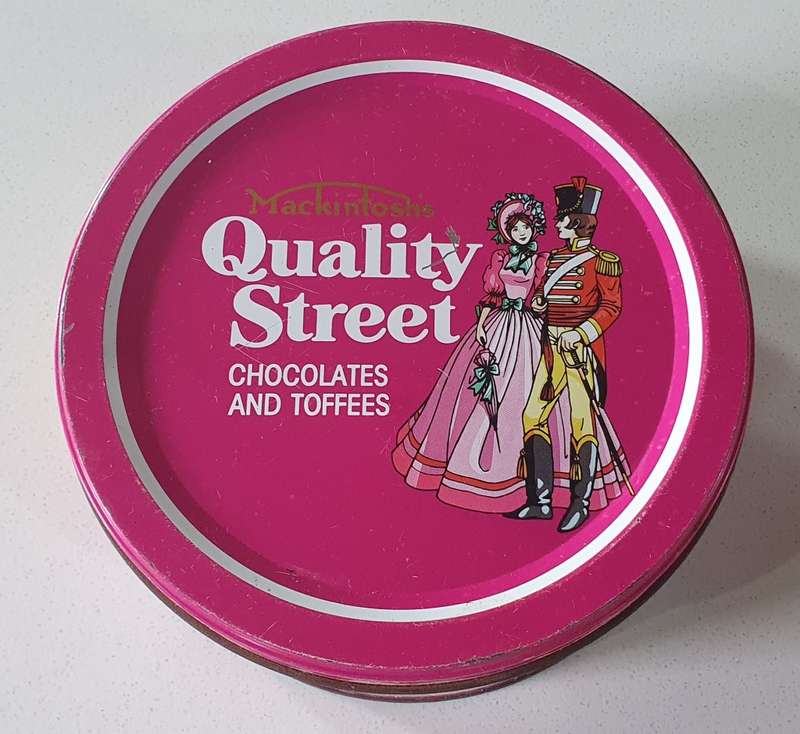 Mackintosh's
Quality
Street
CHOCOLATES
AND TOFFEES